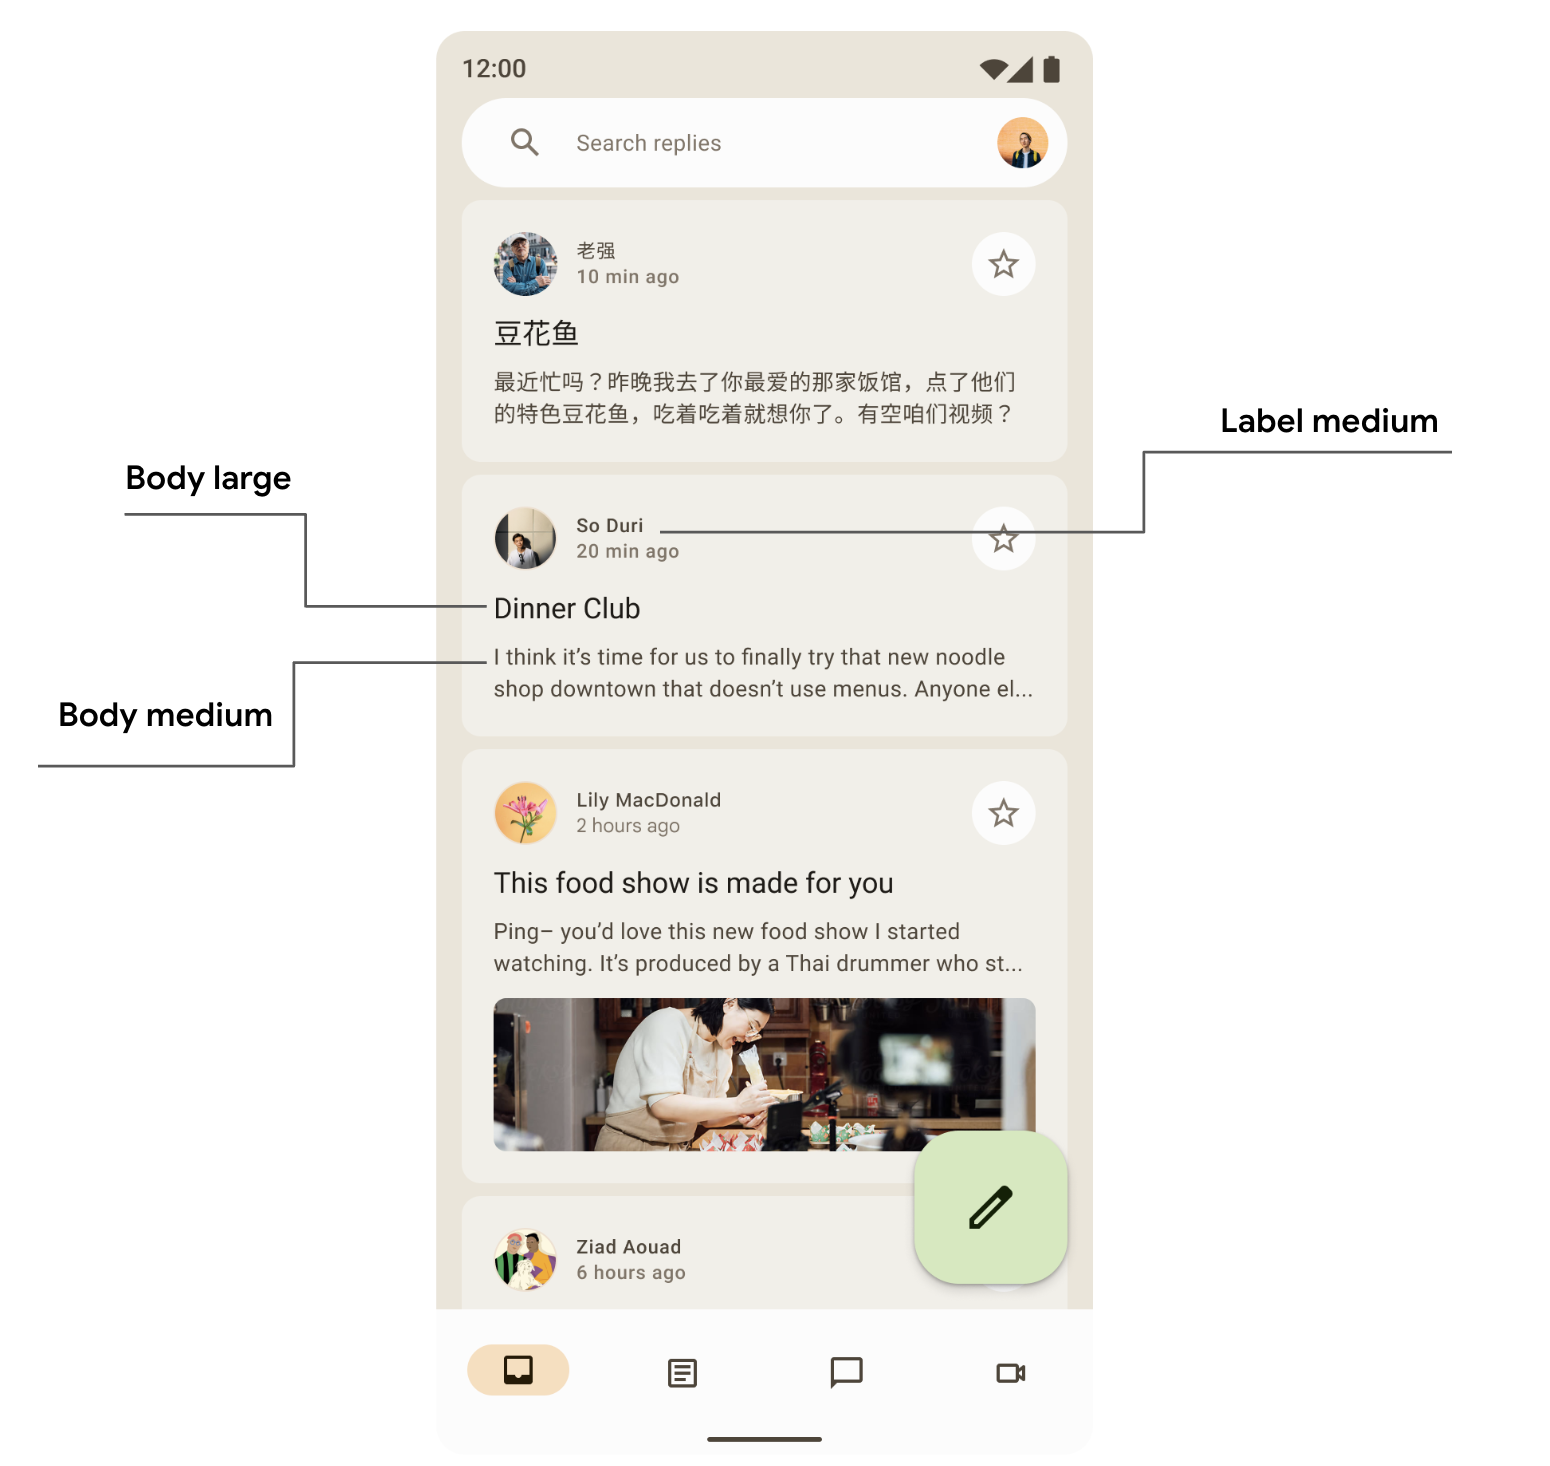 12:00
Search replies
老强
10 min ago
豆花鱼
最近忙吗？昨晚我去了你最爱的那家饭馆，点了他们
的特色豆花鱼，吃着吃着就想你了。有空咱们视频？
Label medium
Body large
So Duri
20 min ago
Dinner Club
I think it’s time for us to finally try that new noodle
shop downtown that doesn’t use menus. Anyone el...
Body medium
Lily MacDonald
2 hours ago
This food show is made for you
Ping– you’d love this new food show I started
watching. It’s produced by a Thai drummer who st...
Ziad Aouad
6 hours ago